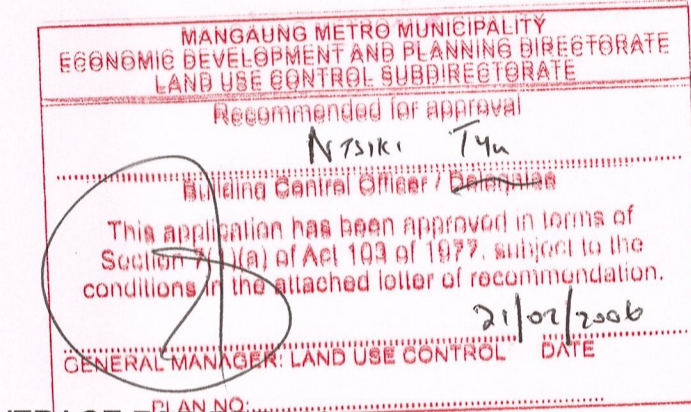 MANGAUNG METRO MUNICIPALITY
ECONOMIC DEVELOPMENT AND PLANNING DIRECTORATE
LAND USE CONTROL SUBDIRECTORATE
Recommended for approval
NTSIKI
Building Control Officer / Delegatee
This application has been approved in terms of
Section 7(1)(a) of Act 103 of 1977, subject to the
conditions in the attached letter of recommendation.
21/02/2006
GENERAL MANAGER: LAND USE CONTROL DATE
PLAN NO: